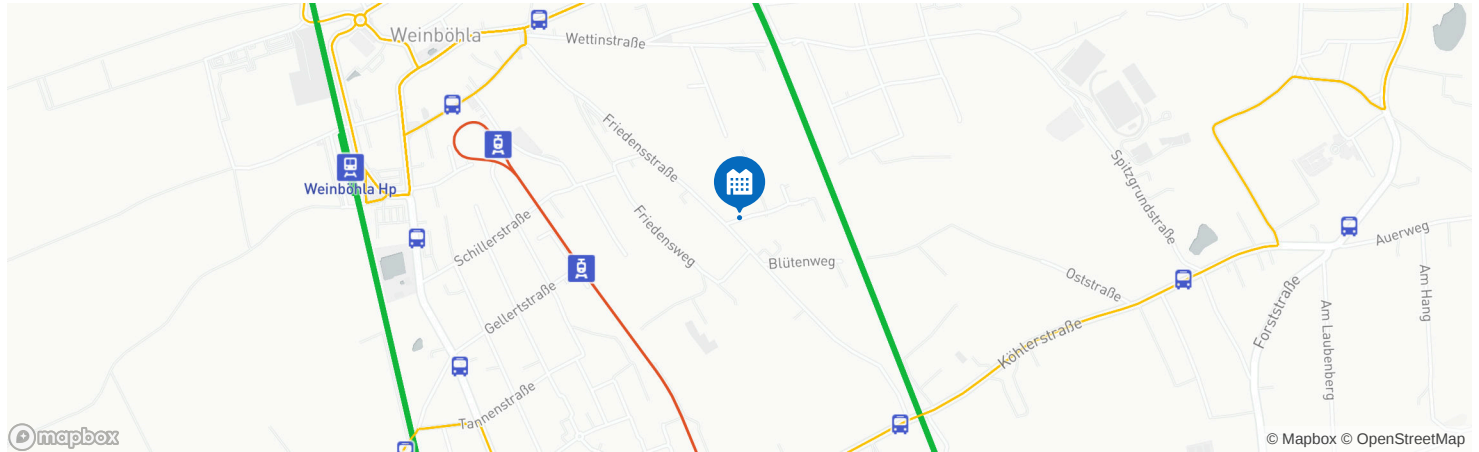 Weinböhla
Wettinstraße
Friedensstraße
Spitzgrundstraße
Weinböhla Hp
Schillerstraße
Friedensweg
Blütenweg
Auerweg
Gellertstraße
Oststraße
Am Hang
Forststraße
Am Laubenberg
Köhlerstraße
Tannenstraße
mapbox
© Mapbox © OpenStreetMap